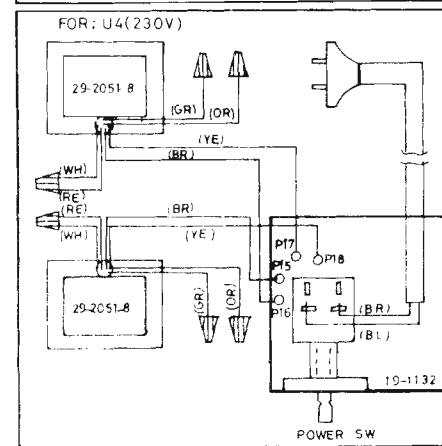 FOR; U4(230V)
29-2051-8
(GR)
(OR)
(YE)
(BR)
(WH)
(RE)
(RE)
(WH)
(BR)
(YE)
P17
P18
P15
P16
29-2051-8
(GR)
(OR)
(BR)
(BL)
19-1132
POWER SW